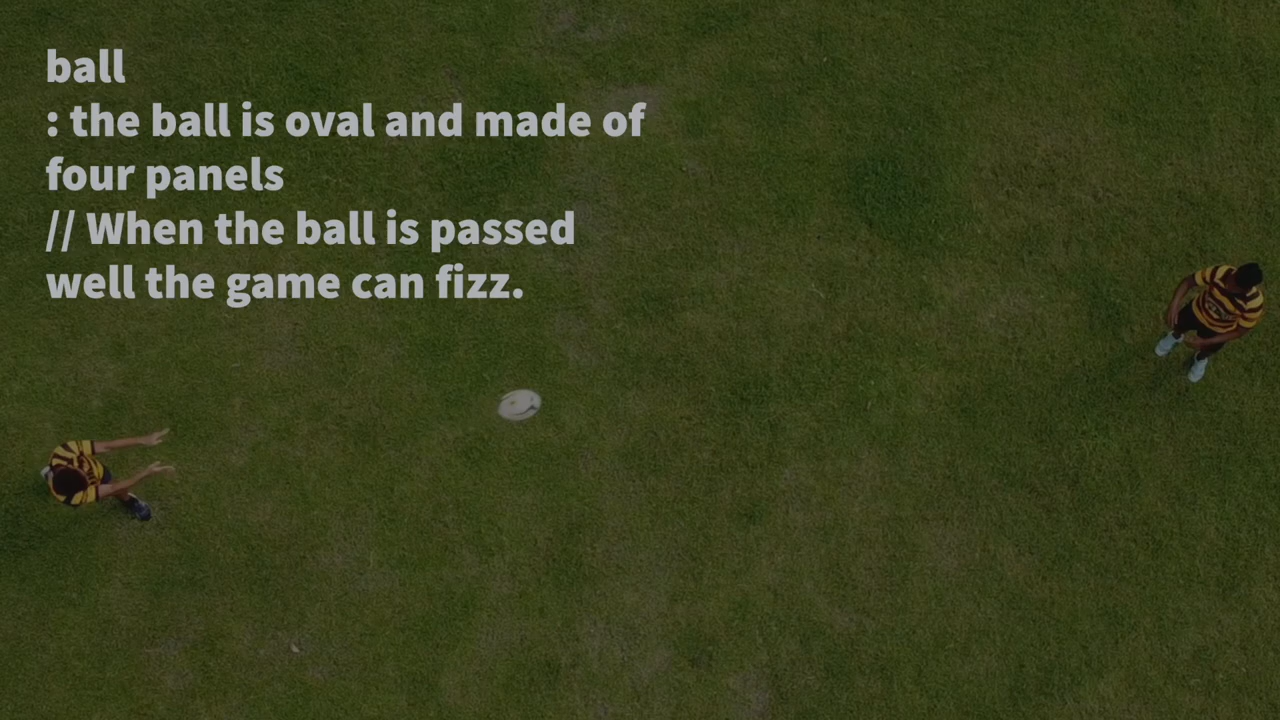 ball
: the ball is oval and made of
four panels
// When the ball is passed
well the game can fizz.